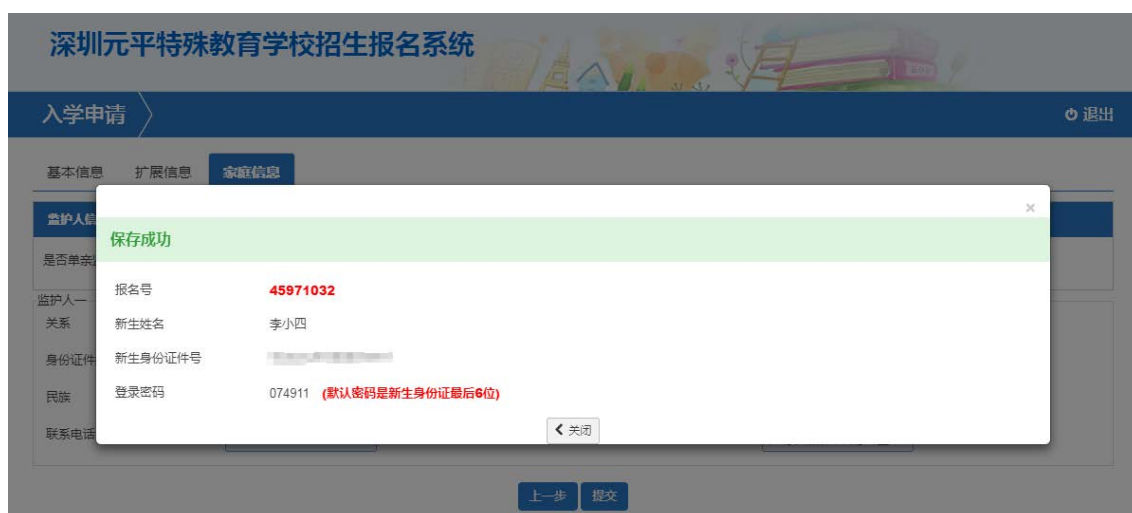 深圳元平特殊教育学校招生报名系统
入学申请
退出
基本信息 扩展信息 家庭信息
监护人信
×
保存成功
是否单亲
报名号 45971032
监护人一
关系
新生姓名 李小四
身份证件
新生身份证件号
民族
登录密码 074911 (默认密码是新生身份证最后6位)
联系电话
关闭
上一步 提交